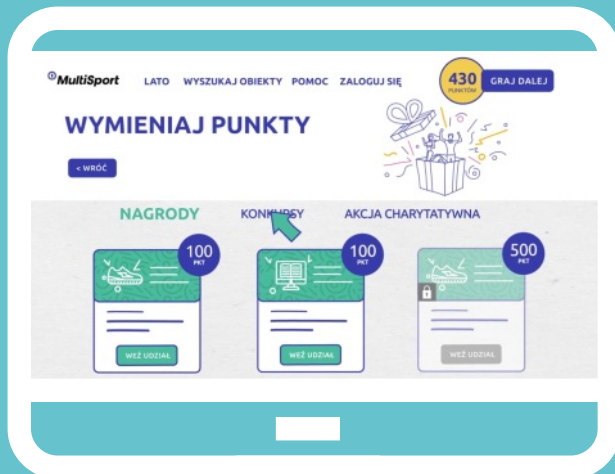 MultiSport LATO WYSZUKAJ OBIEKTY POMOC ZALOGUJ SIĘ 430 PUNKTÓW GRAJ DALEJ
WYMIENIAJ PUNKTY
< WRÓĆ
NAGRODY KONKURSY AKCJA CHARYTATYWNA
100 PKT 100 PKT 500 PKT
WEŹ UDZIAŁ WEŹ UDZIAŁ WEŹ UDZIAŁ